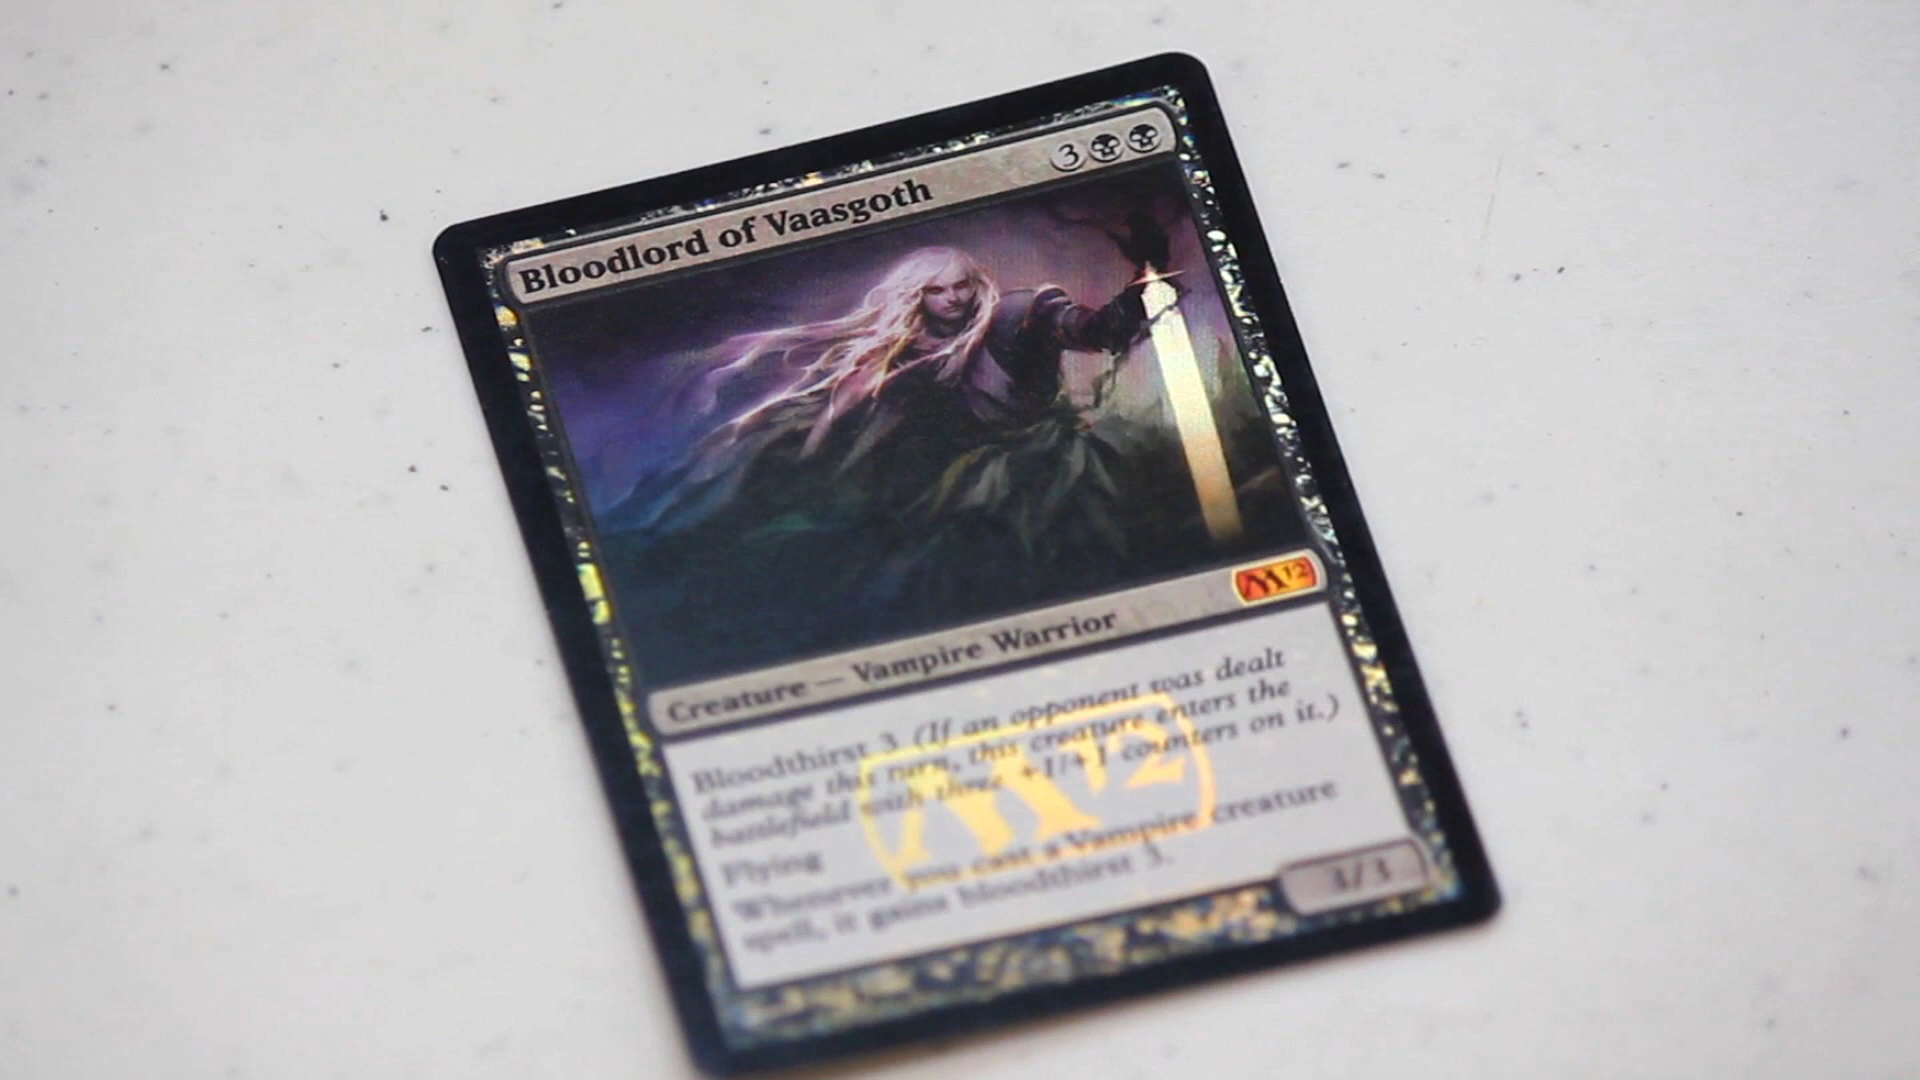 Bloodlord of Vaasgoth 3
M12
Creature — Vampire Warrior
Bloodthirst 3 (If an opponent was dealt
damage this turn, this creature enters the
battlefield with three +1/+1 counters on it.)
M12
Flying
Whenever you cast a Vampire creature
spell, it gains bloodthirst 3.
3/3